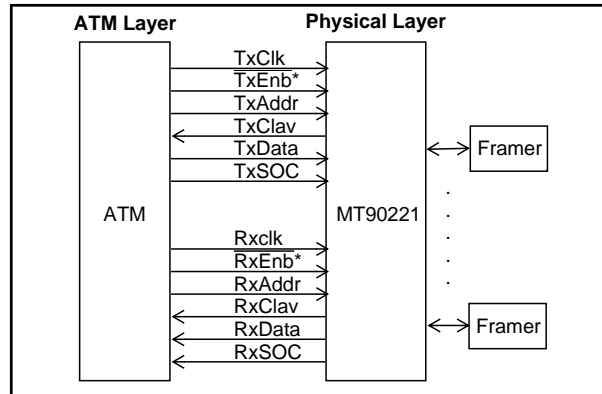 ATM Layer
Physical Layer
TxClk
TxEnb*
TxAddr
TxClav
TxData
TxSOC
ATM
MT90221
Framer
Rxclk
RxEnb*
RxAddr
RxClav
RxData
RxSOC
Framer